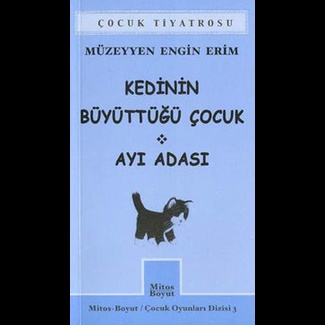 ÇOCUK TİYATROSU
MÜZEYYEN ENGİN ERİM
KEDİNİN
BÜYÜTTÜĞÜ ÇOCUK
AYI ADASI
Mitos
Boyut
Mitos-Boyut / Çocuk Oyunları Dizisi 3